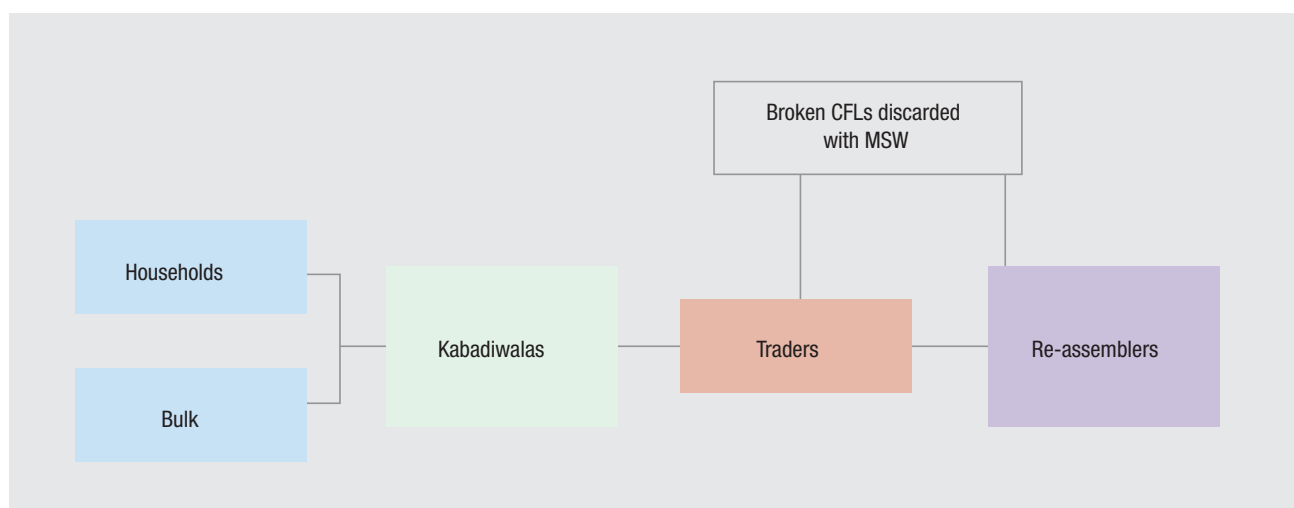 Broken CFLs discarded
with MSW
Households
Bulk
Kabadiwalas
Traders
Re-assemblers